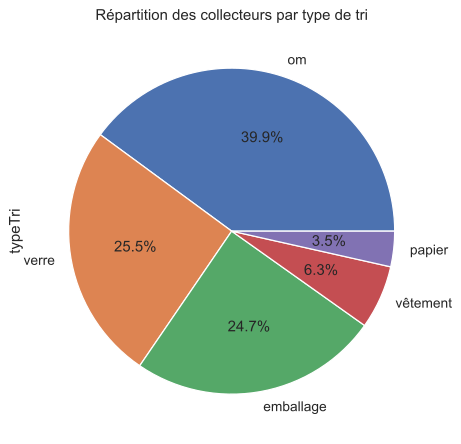 Répartition des collecteurs par type de tri
om
39.9%
typeTri
verre
25.5%
24.7%
emballage
6.3%
vêtement
3.5%
papier